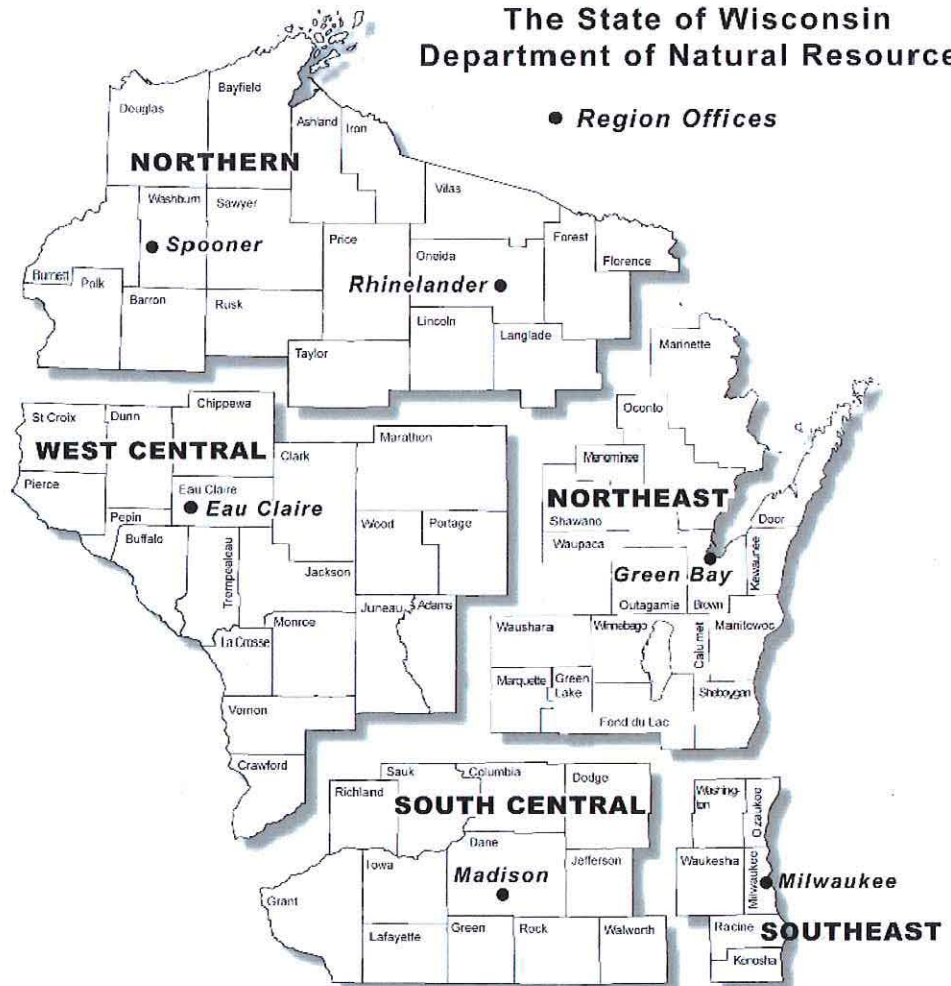 The State of Wisconsin
Department of Natural Resource
Region Offices
Douglas
Bayfield
Ashland
Iron
NORTHERN
Vilas
Washburn
Sawyer
Spooner
Price
Oneida
Forest
Florence
Burnett
Polk
Barron
Rusk
Rhinelander
Lincoln
Langlade
Taylor
Marinette
Chippewa
St Croix
Dunn
WEST CENTRAL
Clark
Marathon
Pierce
Eau Claire
Eau Claire
Pepin
Buffalo
Trempealeau
Jackson
Wood
Portage
Juneau
Adams
Monroe
La Crosse
Vernon
Crawford
Oconto
Menominee
NORTHEAST
Shawano
Waupaca
Door
Kewaunee
Green Bay
Outagamie
Brown
Waushara
Winnebago
Calumet
Manitowoc
Marquette
Green
Lake
Sheboygan
Fond du Lac
Sauk
Columbia
Dodge
Richland
SOUTH CENTRAL
Dane
Iowa
Jefferson
Madison
Grant
Lafayette
Green
Rock
Walworth
Washing-
ton
Ozaukee
Waukesha
Milwaukee
Milwaukee
Racine
SOUTHEAST
Kenosha